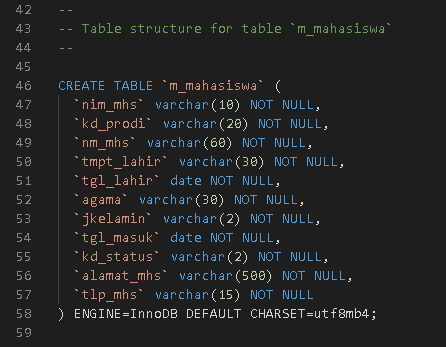 42 --
43 -- Table structure for table `m_mahasiswa`
44 --
45
46 CREATE TABLE `m_mahasiswa` (
47   `nim_mhs` varchar(10) NOT NULL,
48   `kd_prodi` varchar(20) NOT NULL,
49   `nm_mhs` varchar(60) NOT NULL,
50   `tmpt_lahir` varchar(30) NOT NULL,
51   `tgl_lahir` date NOT NULL,
52   `agama` varchar(30) NOT NULL,
53   `jkelamin` varchar(2) NOT NULL,
54   `tgl_masuk` date NOT NULL,
55   `kd_status` varchar(2) NOT NULL,
56   `alamat_mhs` varchar(500) NOT NULL,
57   `tlp_mhs` varchar(15) NOT NULL
58 ) ENGINE=InnoDB DEFAULT CHARSET=utf8mb4;
59